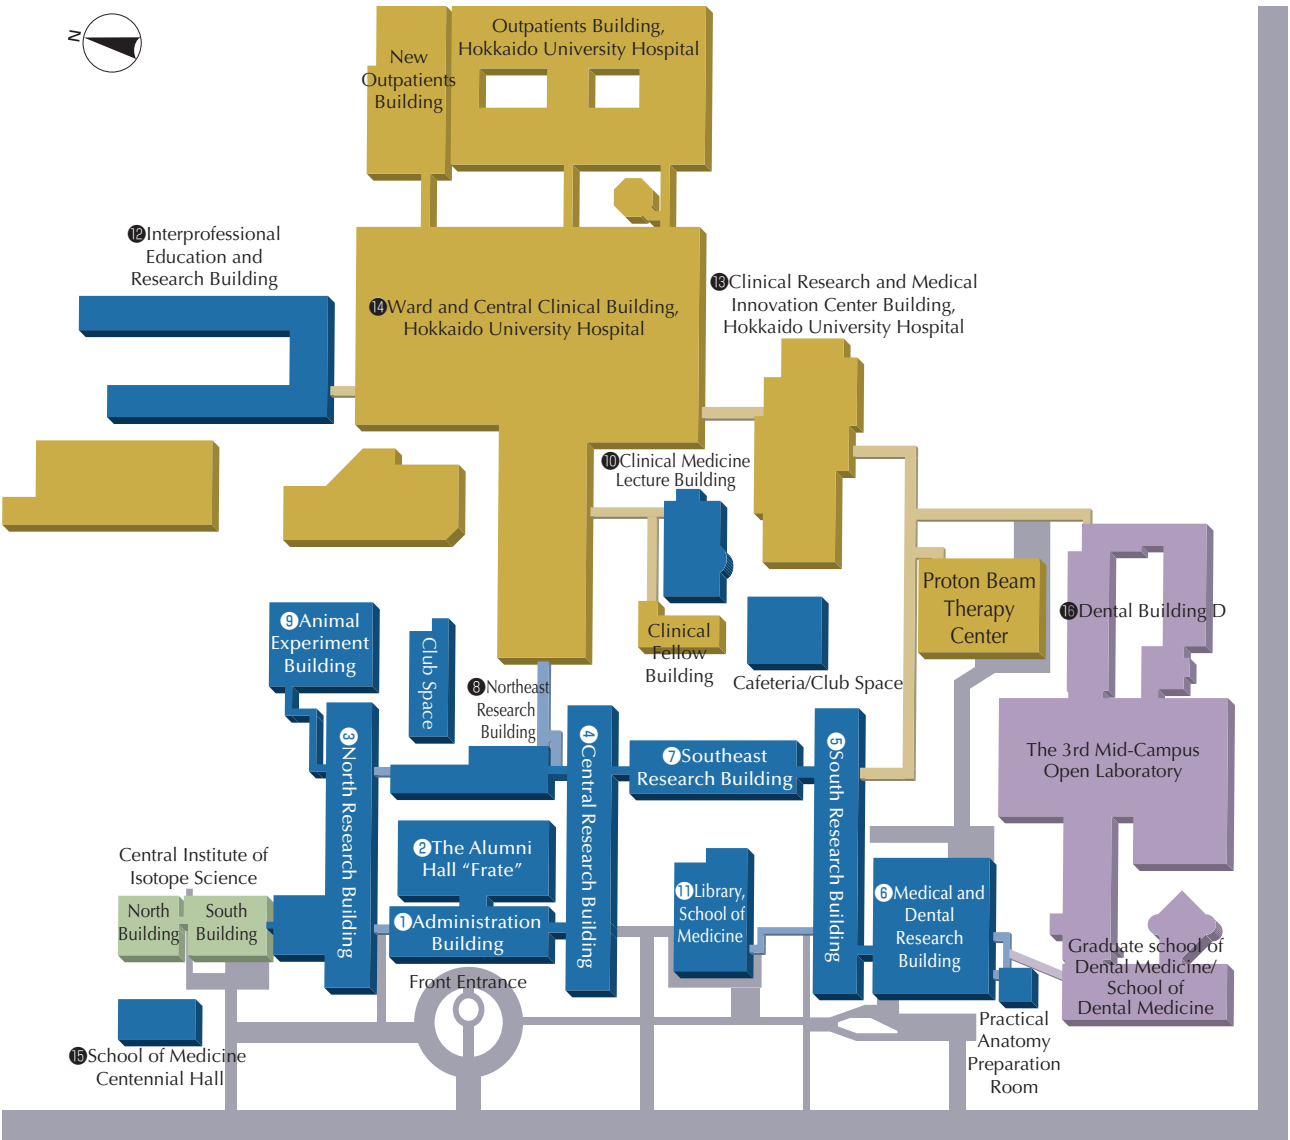 N
Outpatients Building,
Hokkaido University Hospital
New
Outpatients
Building
⓬Interprofessional
Education and
Research Building
⓮Ward and Central Clinical Building,
Hokkaido University Hospital
⓭Clinical Research and Medical
Innovation Center Building,
Hokkaido University Hospital
❿Clinical Medicine
Lecture Building
Proton Beam
Therapy
Center
⓰Dental Building D
❾Animal
Experiment
Building
Club Space
Clinical
Fellow
Building
Cafeteria/Club Space
❽Northeast
Research
Building
❸North Research Building
❹Central Research Building
❼Southeast
Research Building
❺South Research Building
The 3rd Mid-Campus
Open Laboratory
❷The Alumni
Hall “Frate”
Central Institute of
Isotope Science
North
Building
South
Building
❶Administration
Building
Front Entrance
⓫Library,
School of
Medicine
❻Medical and
Dental
Research
Building
Graduate school of
Dental Medicine/
School of
Dental Medicine
Practical
Anatomy
Preparation
Room
⓯School of Medicine
Centennial Hall